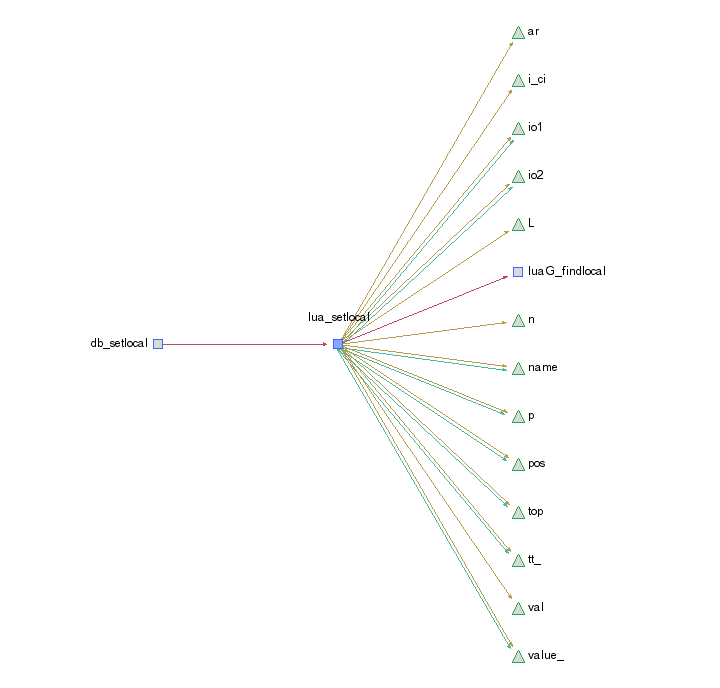 ar
i_ci
io1
io2
L
luaG_findlocal
lua_setlocal
n
db_setlocal
name
p
pos
top
tt_
val
value_